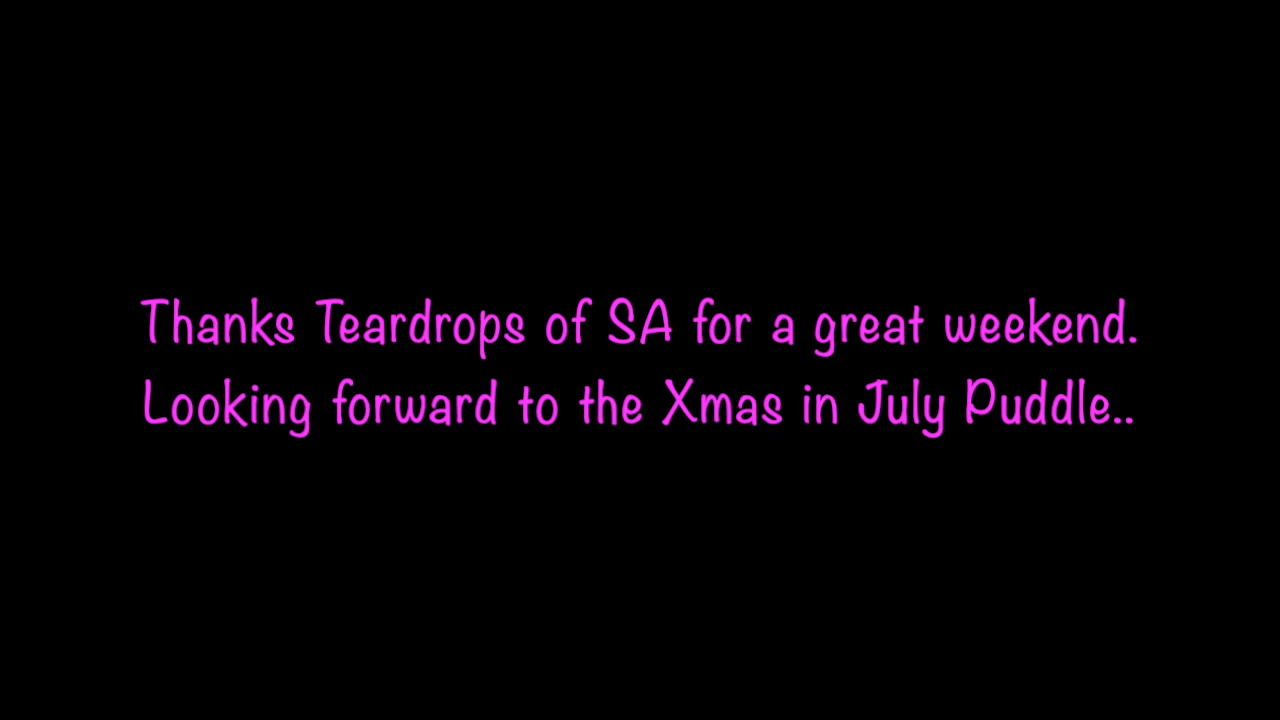 Thanks Teardrops of SA for a great weekend.
Looking forward to the Xmas in July Puddle..